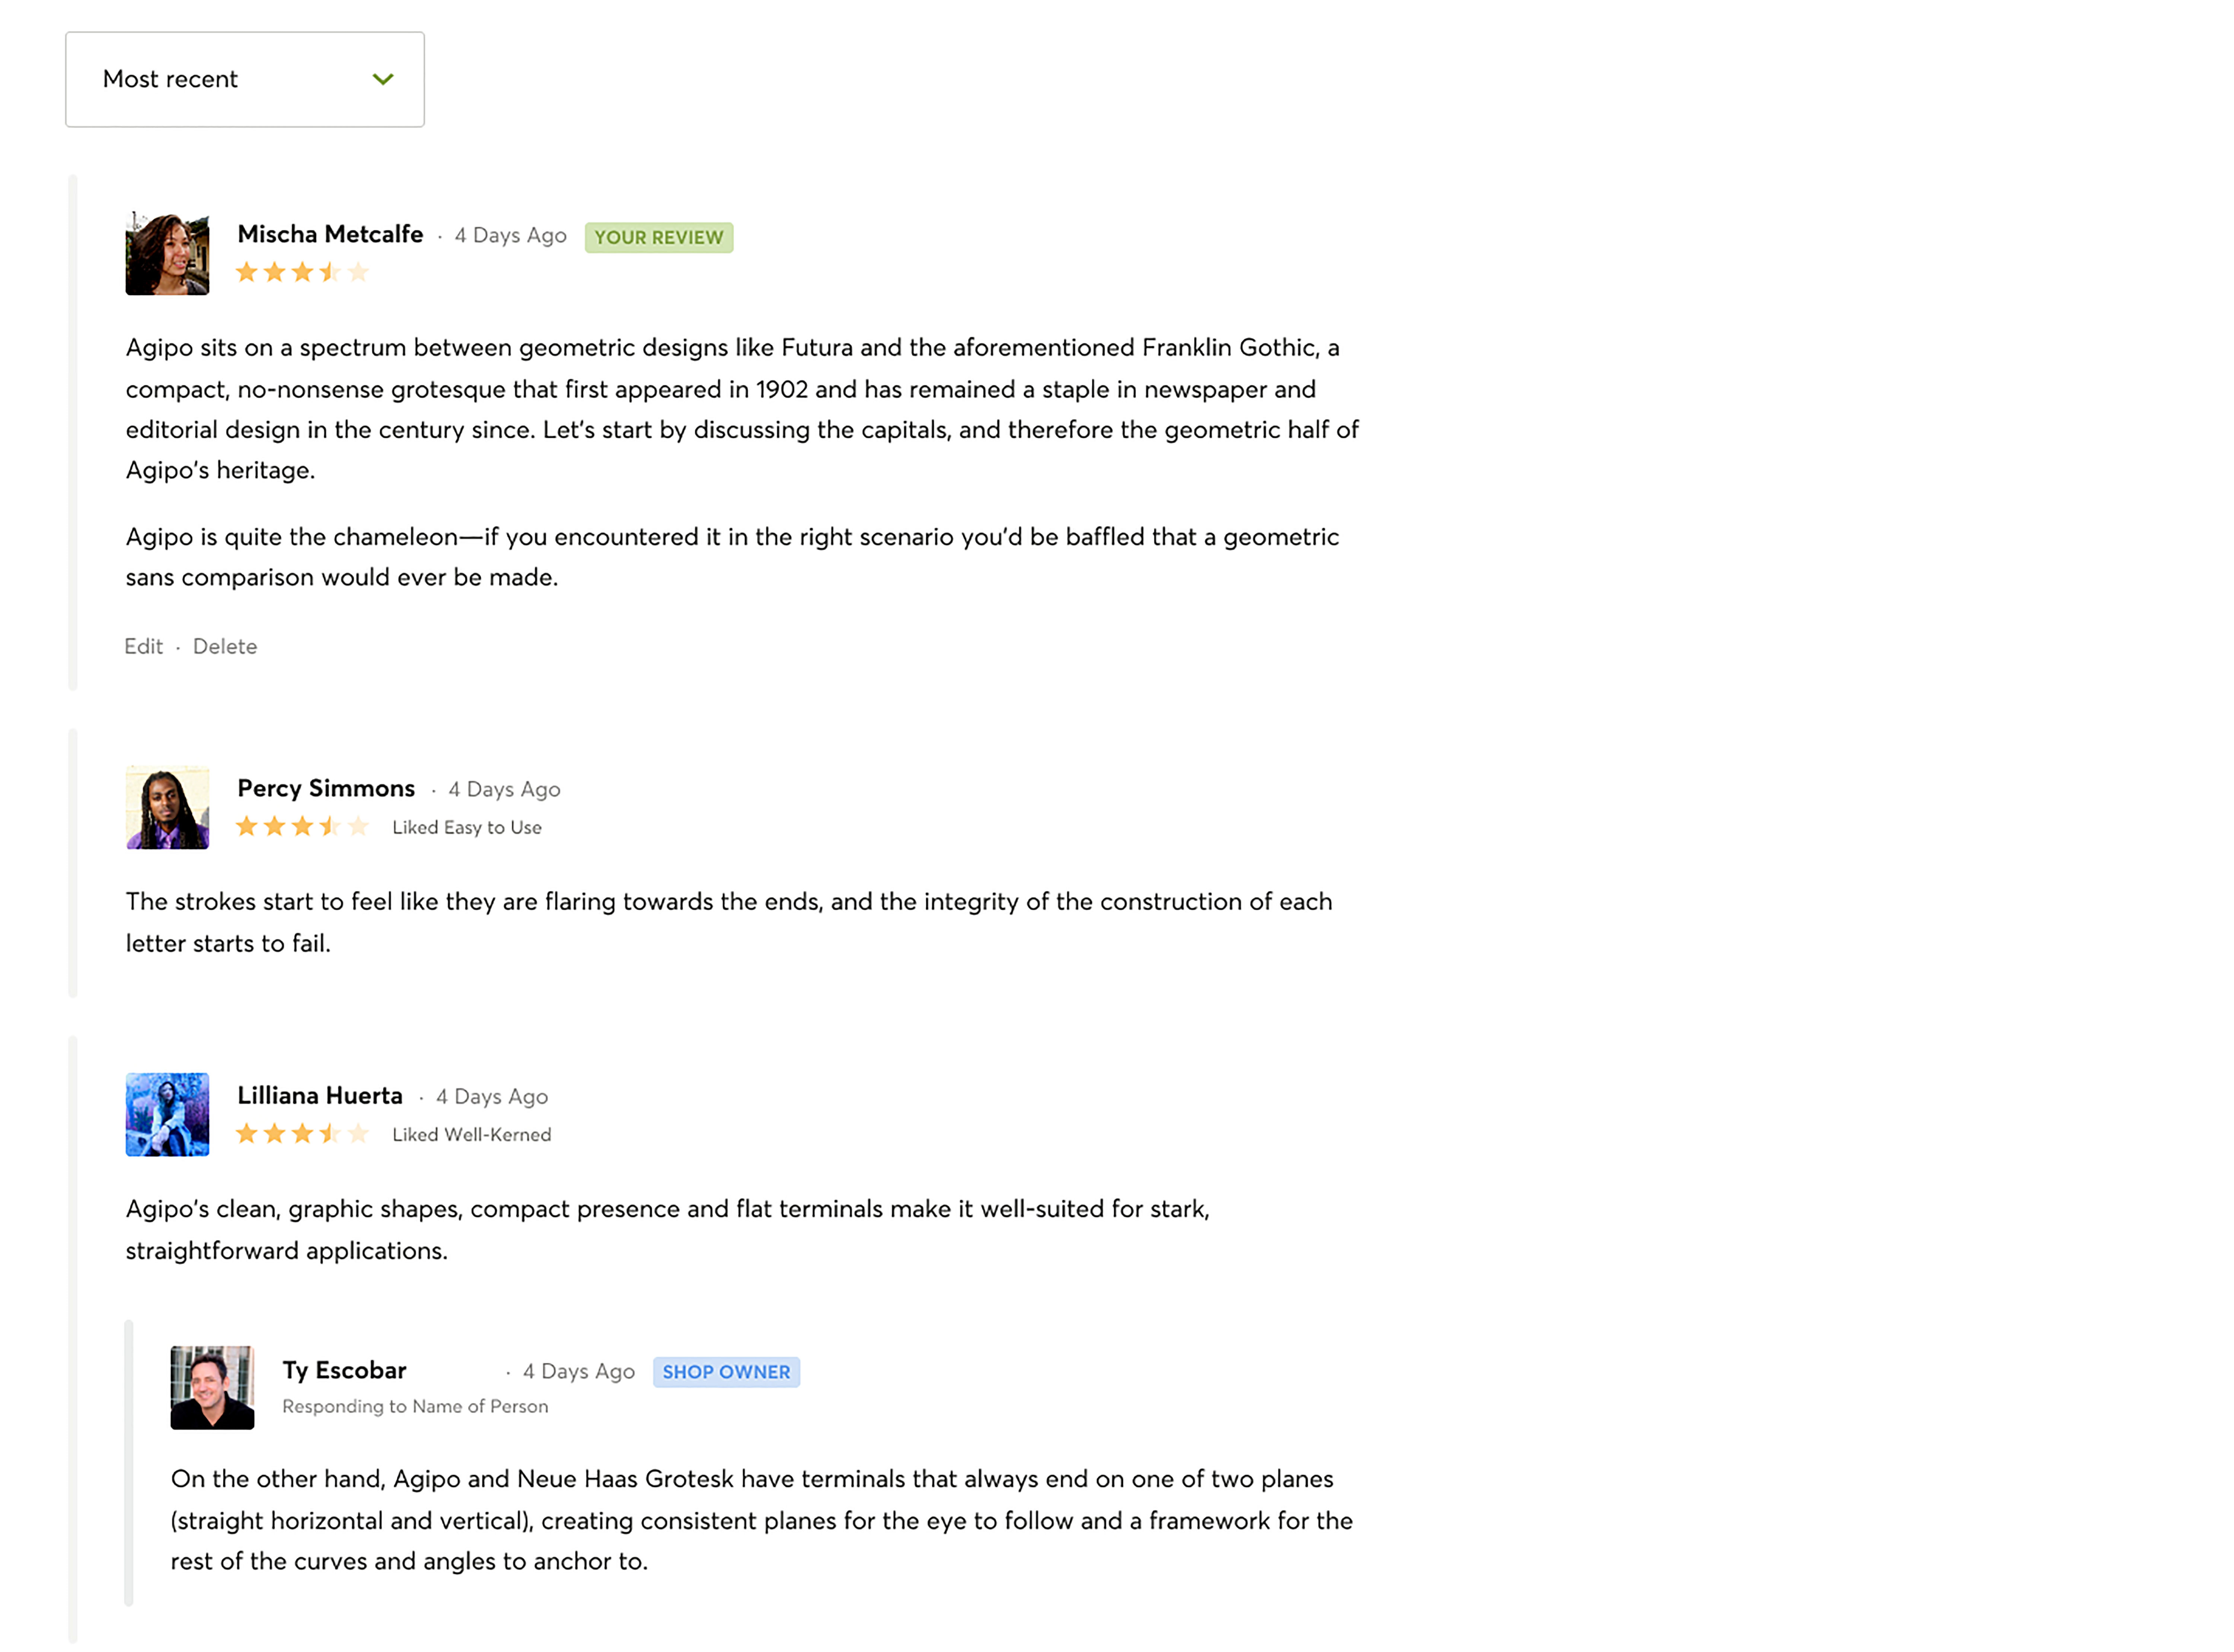 Most recent
Mischa Metcalfe · 4 Days Ago YOUR REVIEW
Agipo sits on a spectrum between geometric designs like Futura and the aforementioned Franklin Gothic, a
compact, no-nonsense grotesque that first appeared in 1902 and has remained a staple in newspaper and
editorial design in the century since. Let’s start by discussing the capitals, and therefore the geometric half of
Agipo’s heritage.
Agipo is quite the chameleon—if you encountered it in the right scenario you’d be baffled that a geometric
sans comparison would ever be made.
Edit · Delete
Percy Simmons · 4 Days Ago
Liked Easy to Use
The strokes start to feel like they are flaring towards the ends, and the integrity of the construction of each
letter starts to fail.
Lilliana Huerta · 4 Days Ago
Liked Well-Kerned
Agipo’s clean, graphic shapes, compact presence and flat terminals make it well-suited for stark,
straightforward applications.
Ty Escobar · 4 Days Ago SHOP OWNER
Responding to Name of Person
On the other hand, Agipo and Neue Haas Grotesk have terminals that always end on one of two planes
(straight horizontal and vertical), creating consistent planes for the eye to follow and a framework for the
rest of the curves and angles to anchor to.